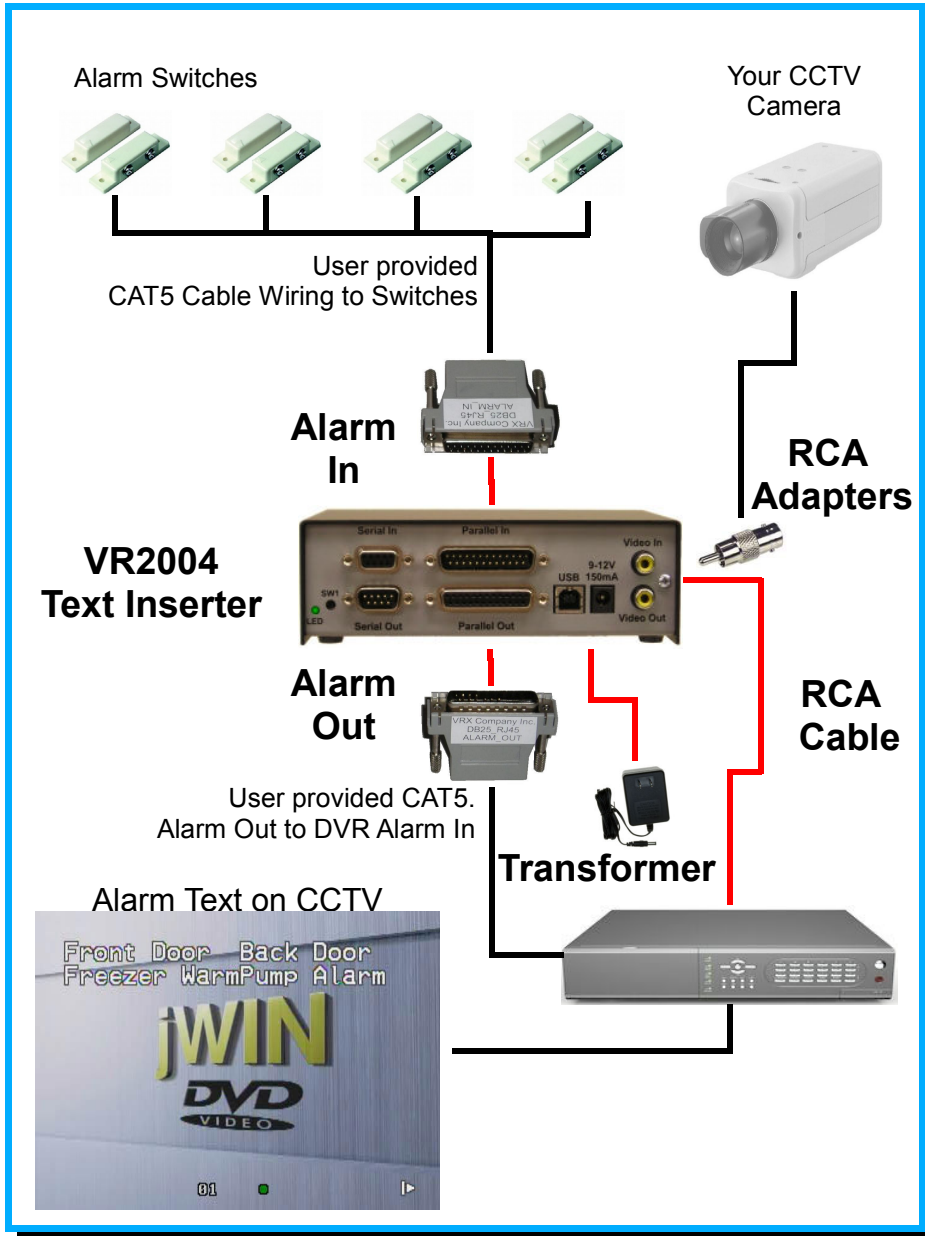 Alarm Switches
Your CCTV
Camera
User provided
CAT5 Cable Wiring to Switches
VRX Company Inc.
DB25_RJ45
ALARM_IN
Alarm
In
RCA
Adapters
VR2004
Text Inserter
Serial In
Parallel In
Video In
9-12V
150mA
USB
SW1
LED
Serial Out
Parallel Out
Video Out
Alarm
Out
VRX Company Inc.
DB25_RJ45
ALARM_OUT
RCA
Cable
User provided CAT5.
Alarm Out to DVR Alarm In
Transformer
Alarm Text on CCTV
Front Door Back Door
Freezer WarmPump Alarm
jWIN
DVD
VIDEO
01